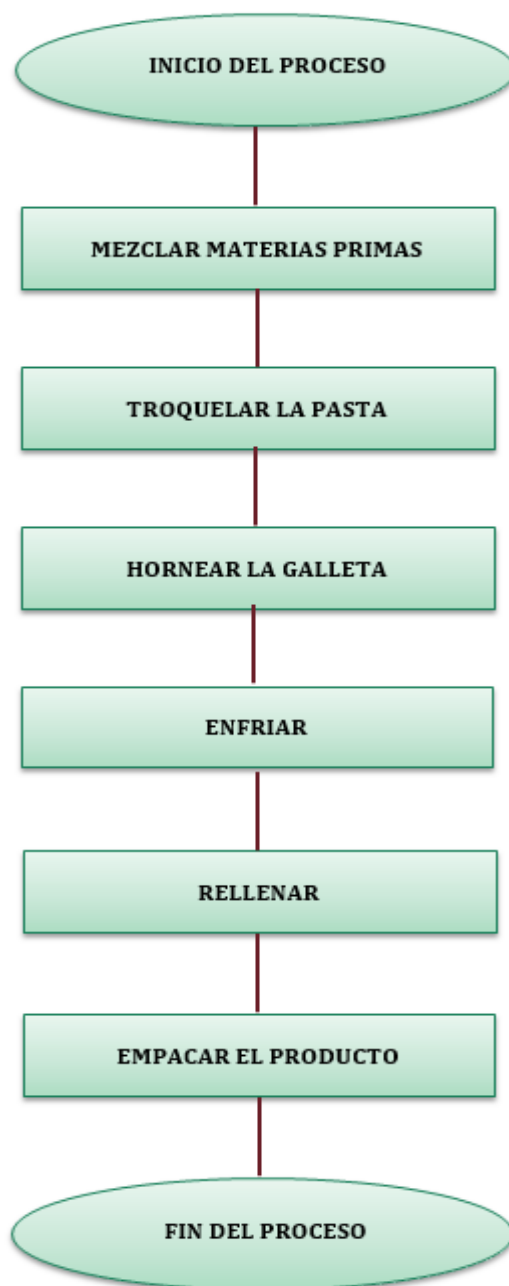 INICIO DEL PROCESO
MEZCLAR MATERIAS PRIMAS
TROQUELAR LA PASTA
HORNEAR LA GALLETA
ENFRIAR
RELLENAR
EMPACAR EL PRODUCTO
FIN DEL PROCESO